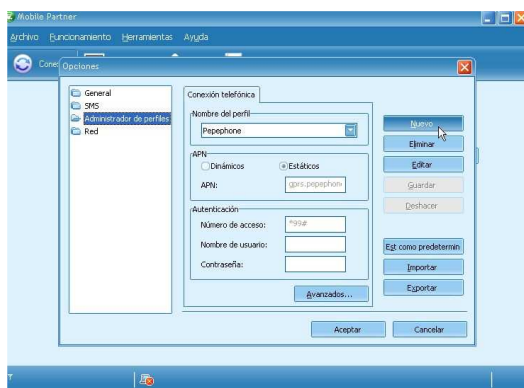 Mobile Partner
Archivo Funcionamiento Herramientas Ayuda
Cone
Opciones
General
SMS
Administrador de perfiles
Red
Conexión telefónica
Nombre del perfil
Pepephone
APN
Dinámicos
Estáticos
APN:
gprs.pepephon
Autenticación
Número de acceso:
*99#
Nombre de usuario:
Contraseña:
Avanzados...
Nuevo
Eliminar
Editar
Guardar
Deshacer
Est como predetermin
Importar
Exportar
Aceptar
Cancelar
T